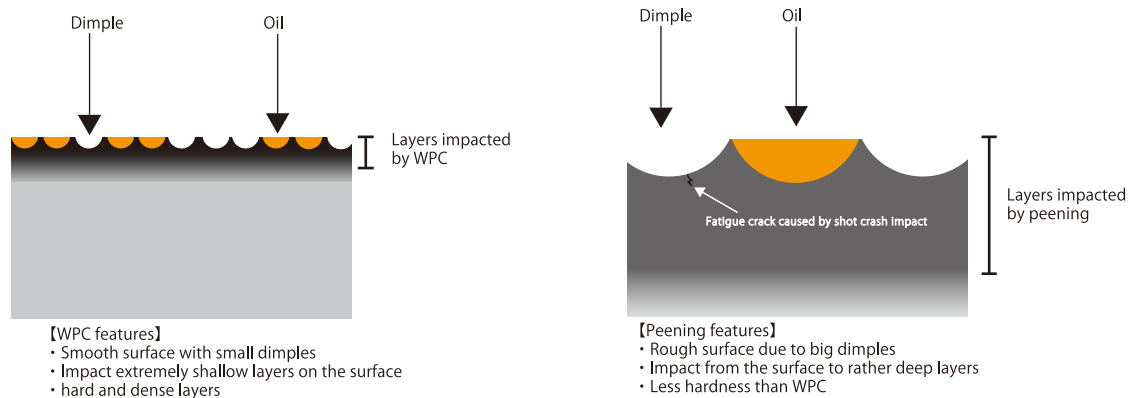 Dimple
Oil
Layers impacted
by WPC
【WPC features】
・Smooth surface with small dimples
・Impact extremely shallow layers on the surface
・hard and dense layers
Dimple
Oil
Fatigue crack caused by shot crash impact
Layers impacted
by peening
【Peening features】
・Rough surface due to big dimples
・Impact from the surface to rather deep layers
・Less hardness than WPC